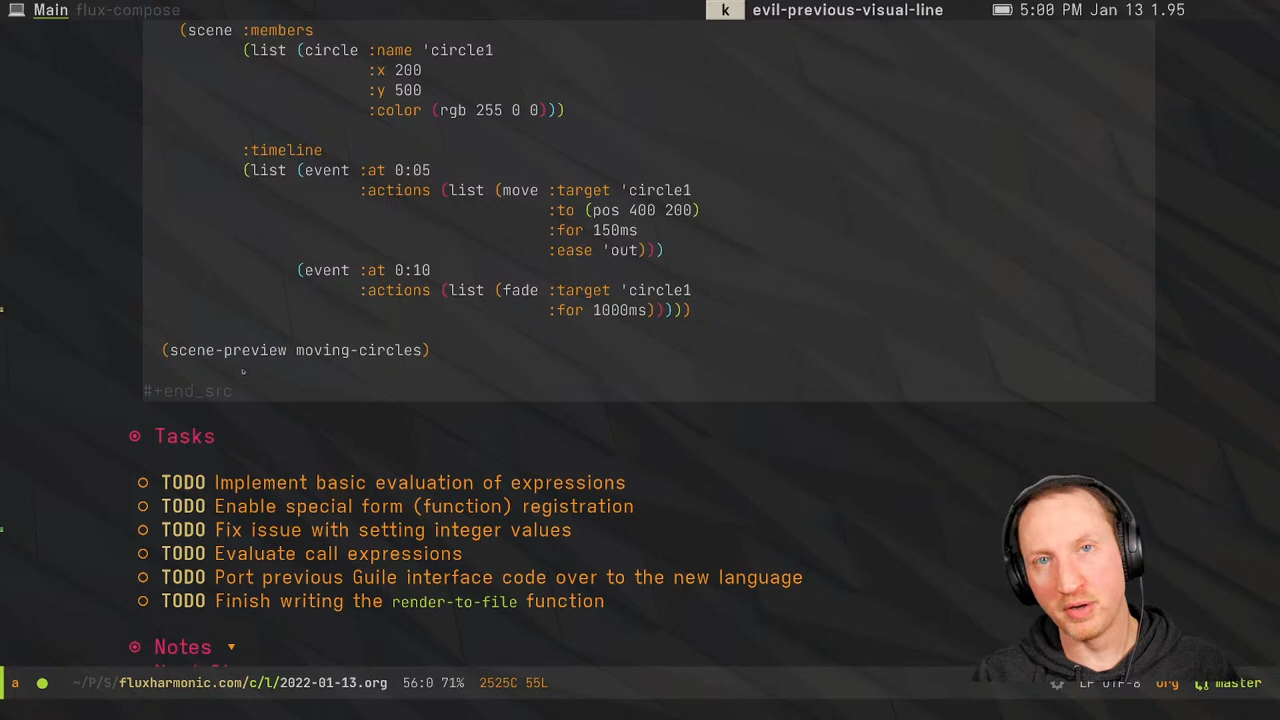 Main flux-compose k evil-previous-visual-line 5:00 PM Jan 13 1.95
(scene :members
(list (circle :name 'circle1
:x 200
:y 500
:color (rgb 255 0 0)))
:timeline
(list (event :at 0:05
:actions (list (move :target 'circle1
:to (pos 400 200)
:for 150ms
:ease 'out)))
(event :at 0:10
:actions (list (fade :target 'circle1
:for 1000ms)))))
(scene-preview moving-circles)
#+end_src
Tasks
TODO Implement basic evaluation of expressions
TODO Enable special form (function) registration
TODO Fix issue with setting integer values
TODO Evaluate call expressions
TODO Port previous Guile interface code over to the new language
TODO Finish writing the render-to-file function
Notes
a ~/P/S/fluxharmonic.com/c/l/2022-01-13.org 56:0 71% 2525C 55L LF UTF-8 org master